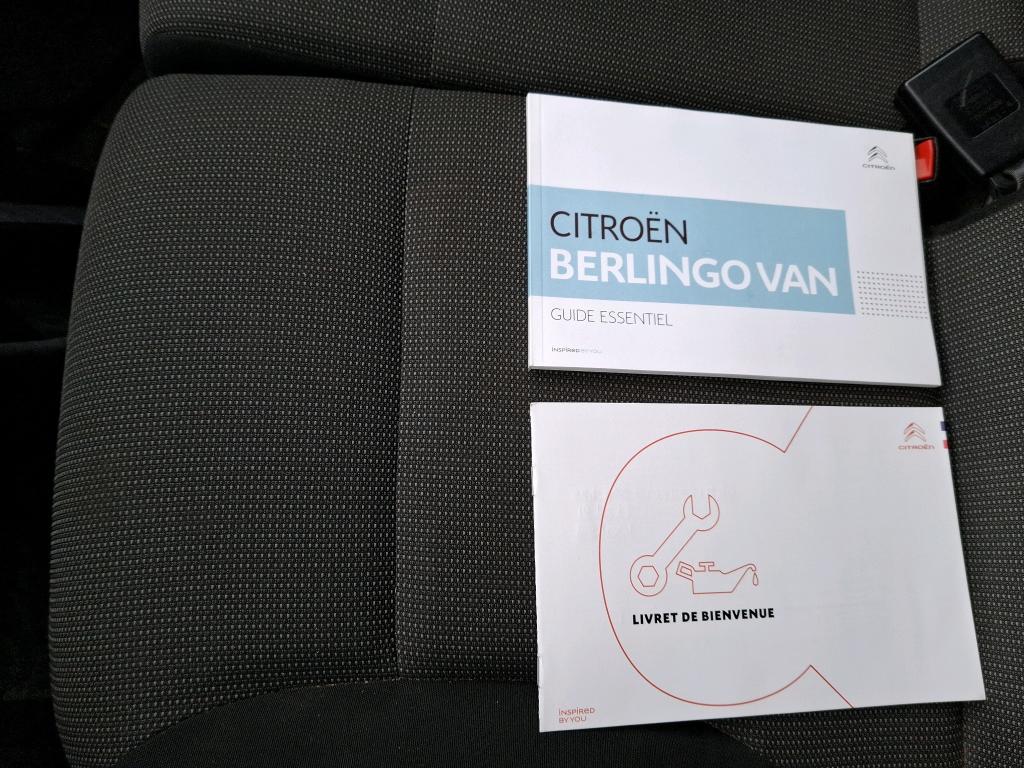 CITROËN
CITROËN
BERLINGO VAN
GUIDE ESSENTIEL
INSPIRED BY YOU
CITROËN
LIVRET DE BIENVENUE
INSPIRED
BY YOU